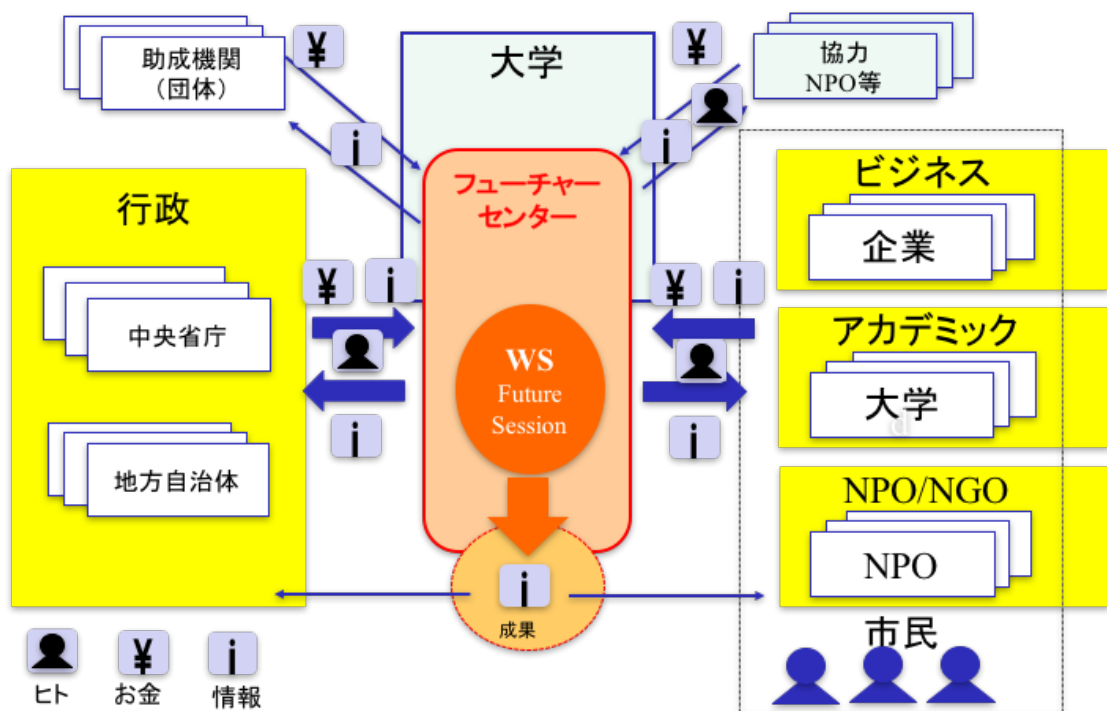 助成機関
（団体）
¥
i
大学
¥
i
協力
NPO等
行政
中央省庁
地方自治体
¥
i
i
フューチャー
センター
WS
Future
Session
i
成果
¥
i
i
ビジネス
企業
アカデミック
大学
d
NPO/NGO
NPO
市民
ヒト
¥
お金
i
情報